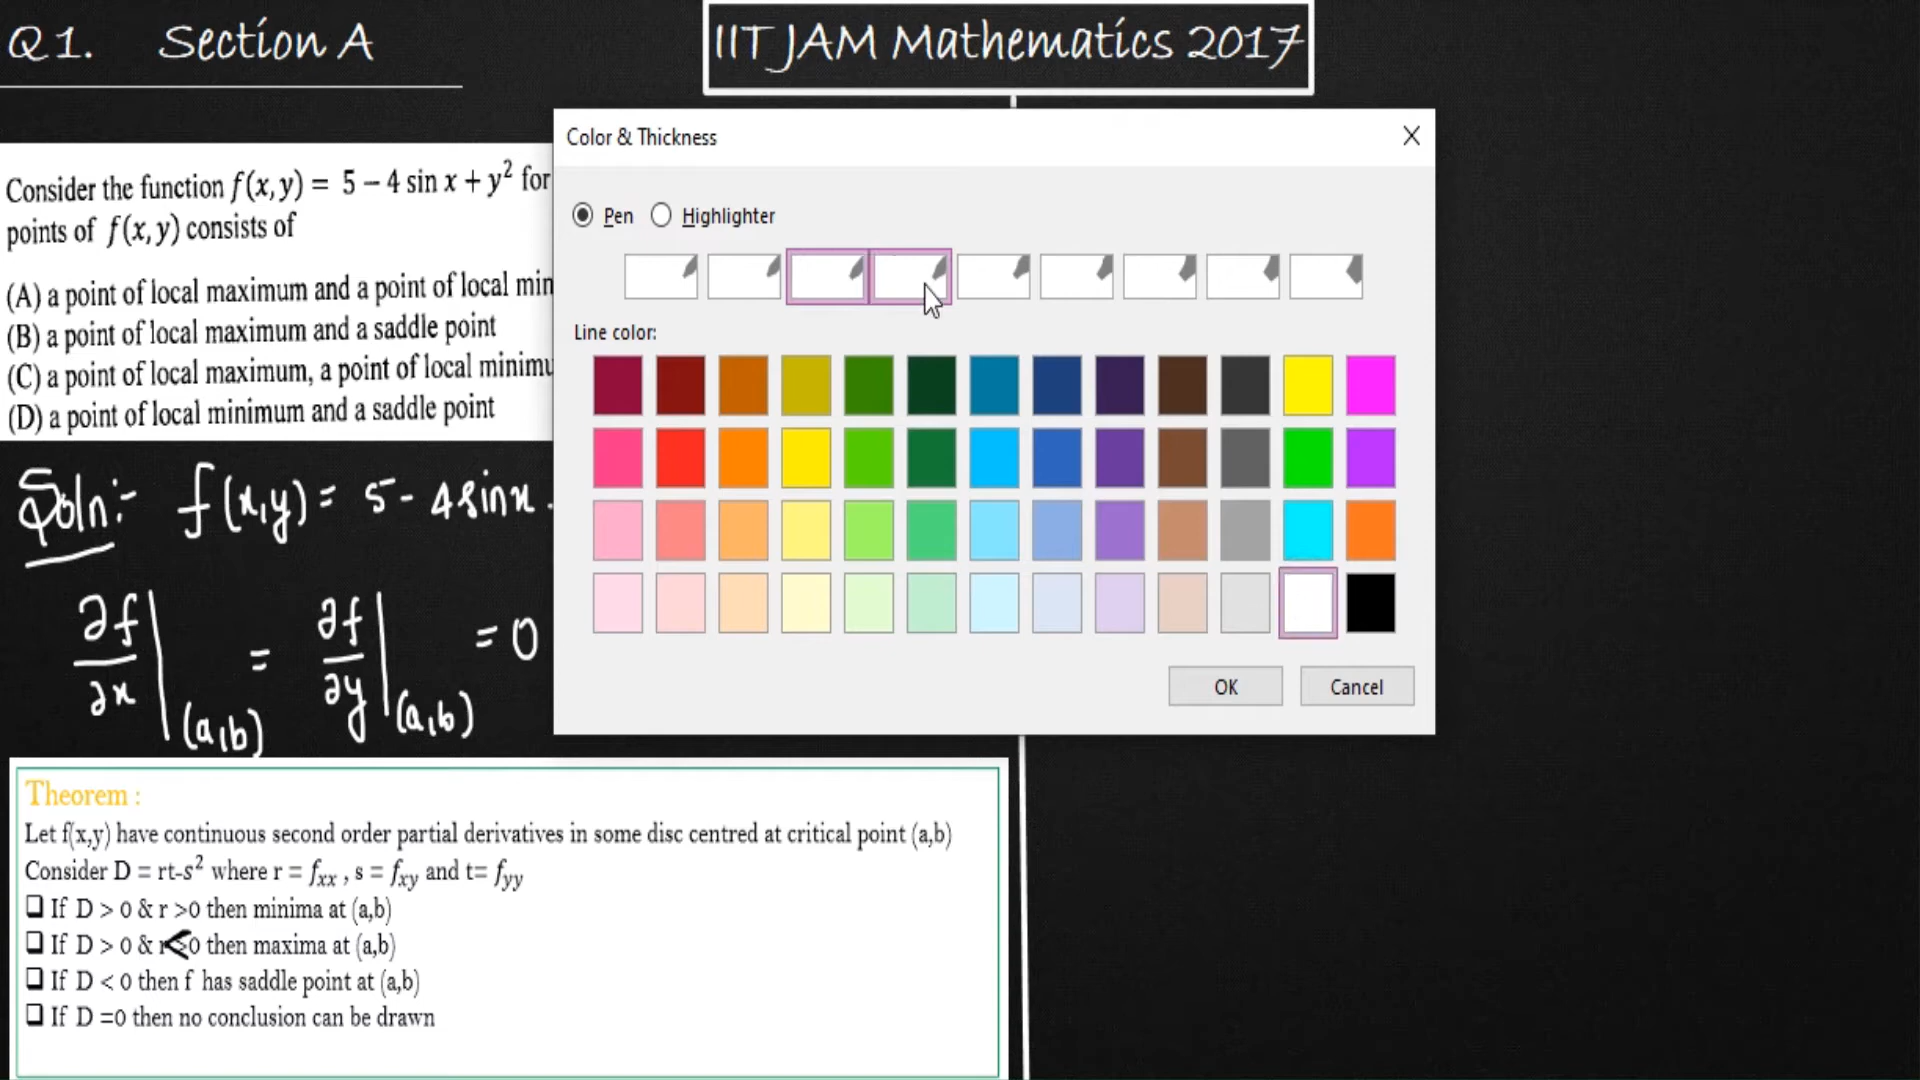 Q1. Section A
IIT JAM Mathematics 2017
Consider the function f(x,y) = 5 – 4 sin x + y² for
points of f(x,y) consists of
(A) a point of local maximum and a point of local min
(B) a point of local maximum and a saddle point
(C) a point of local maximum, a point of local minimu
(D) a point of local minimum and a saddle point
Soln:- f(x,y) = 5 - 4 sinx
∂f/∂x |(a,b) = ∂f/∂y |(a,b) = 0
Color & Thickness
Pen Highlighter
Line color:
OK Cancel
Theorem :
Let f(x,y) have continuous second order partial derivatives in some disc centred at critical point (a,b)
Consider D = rt-s² where r = fxx , s = fxy and t= fyy
If D > 0 & r >0 then minima at (a,b)
If D > 0 & r<0 then maxima at (a,b)
If D < 0 then f has saddle point at (a,b)
If D =0 then no conclusion can be drawn